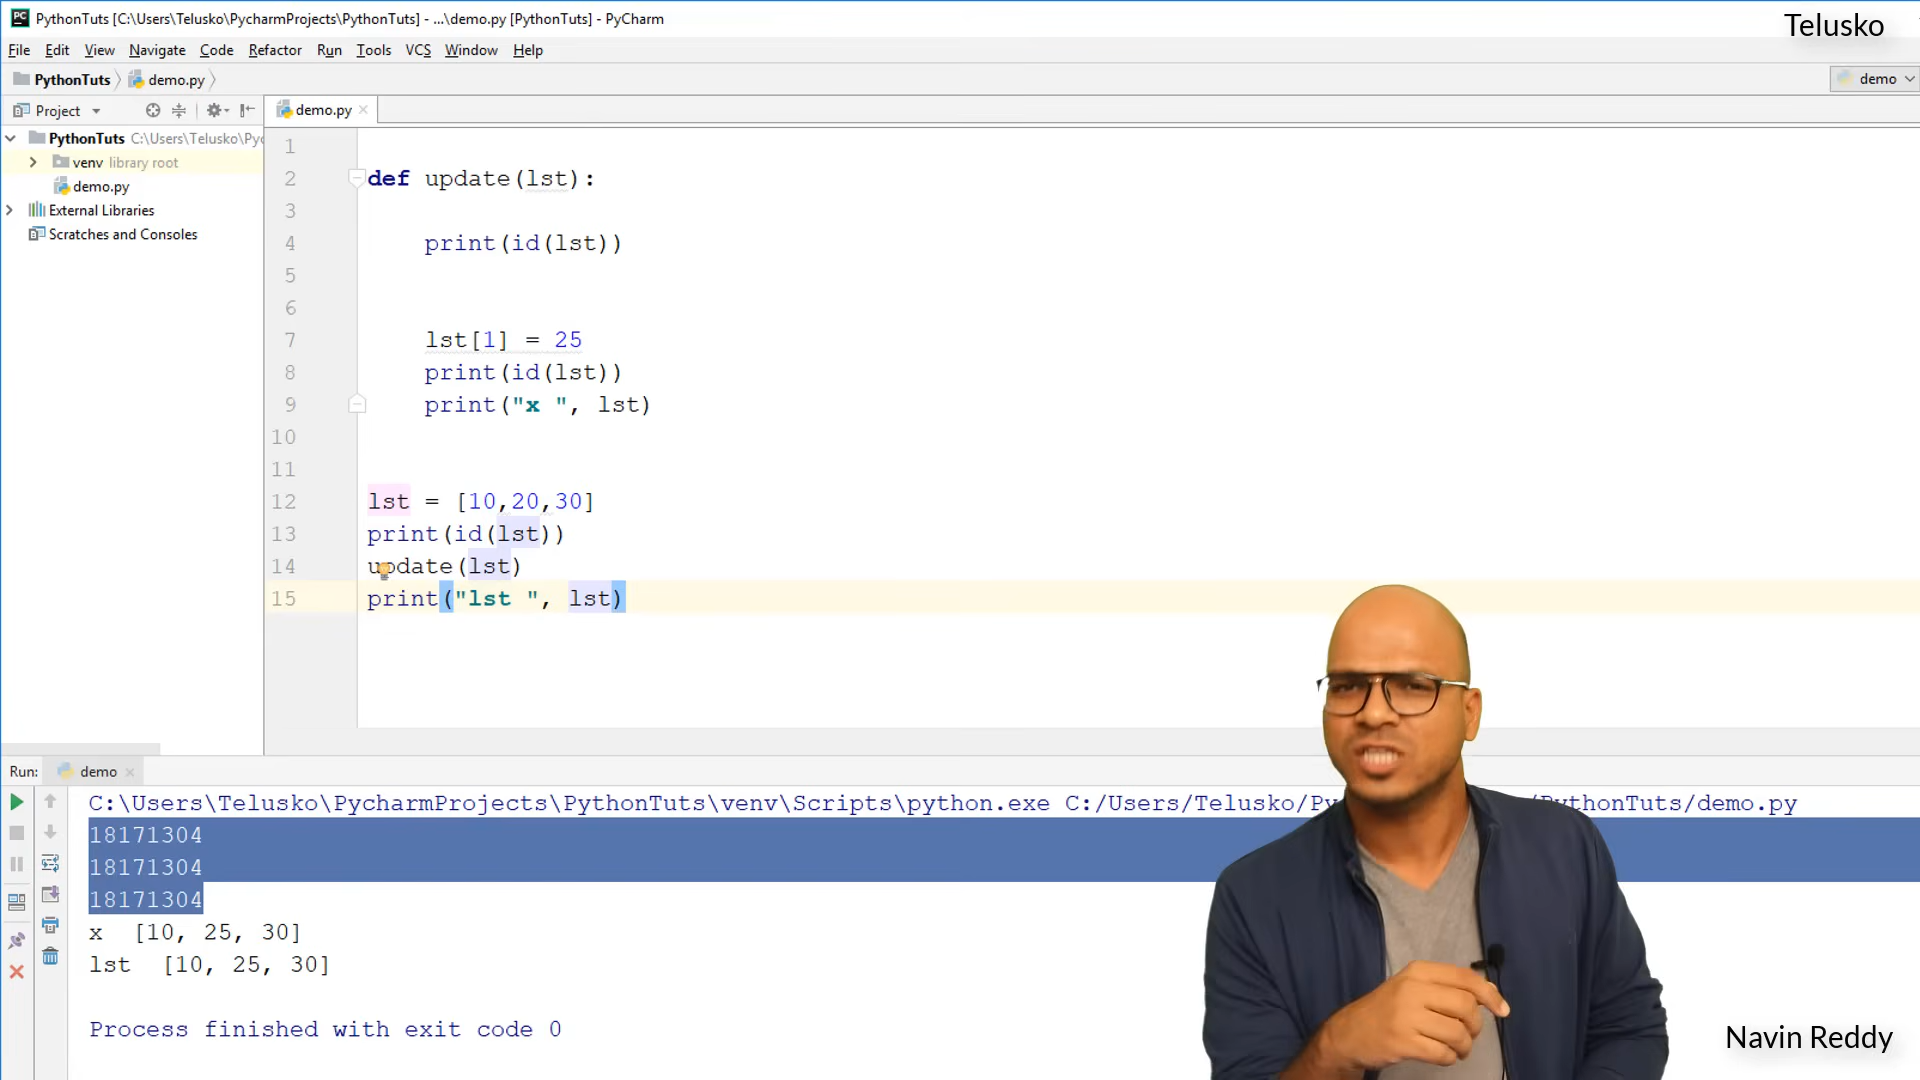 PythonTuts [C:\Users\Telusko\PycharmProjects\PythonTuts] - ...\demo.py [PythonTuts] - PyCharm
Telusko
File Edit View Navigate Code Refactor Run Tools VCS Window Help
PythonTuts demo.py
demo
Project
demo.py
PythonTuts C:\Users\Telusko\Pyc
venv library root
demo.py
External Libraries
Scratches and Consoles
1
2 def update(lst):
3
4 print(id(lst))
5
6
7 lst[1] = 25
8 print(id(lst))
9 print("x ", lst)
10
11
12 lst = [10,20,30]
13 print(id(lst))
14 update(lst)
15 print("lst ", lst)
Run: demo
C:\Users\Telusko\PycharmProjects\PythonTuts\venv\Scripts\python.exe C:/Users/Telusko/Py /PythonTuts/demo.py
18171304
18171304
18171304
x  [10, 25, 30]
lst  [10, 25, 30]
Process finished with exit code 0
Navin Reddy